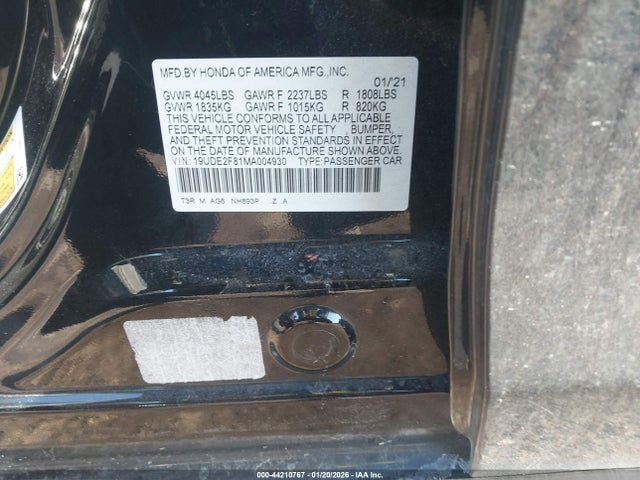 MFD.BY HONDA OF AMERICA MFG.,INC.
01/'21
GVWR 4045LBS GAWR F 2237LBS R 1808LBS
GVWR 1835KG GAWR F 1015KG R 820KG
THIS VEHICLE CONFORMS TO ALL APPLICABLE
FEDERAL MOTOR VEHICLE SAFETY , BUMPER,
AND THEFT PREVENTION STANDARDS IN EFFECT
ON THE DATE OF MANUFACTURE SHOWN ABOVE.
V I N: 19UDE2F81MA004930 TYPE:PASSENGER CAR
T3R M AG6 NH893P .Z .A
000-44210767 - 01/20/2026 - IAA Inc.